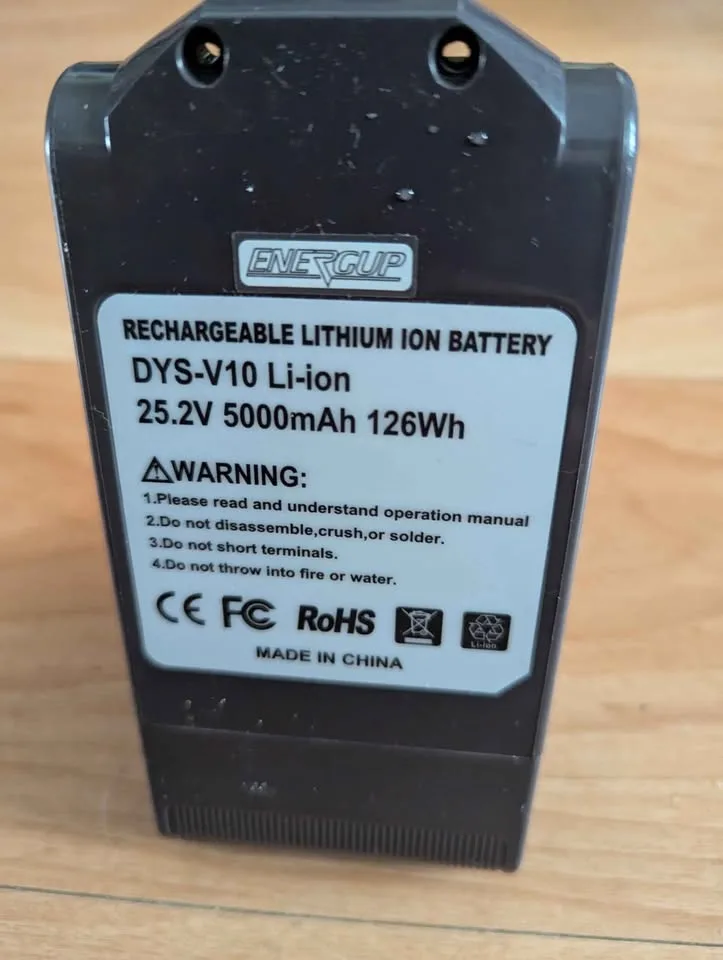 ENERGUP
RECHARGEABLE LITHIUM ION BATTERY
DYS-V10 Li-ion
25.2V 5000mAh 126Wh
WARNING:
1.Please read and understand operation manual
2.Do not disassemble,crush,or solder.
3.Do not short terminals.
4.Do not throw into fire or water.
CE FC RoHS
Li-ion
MADE IN CHINA